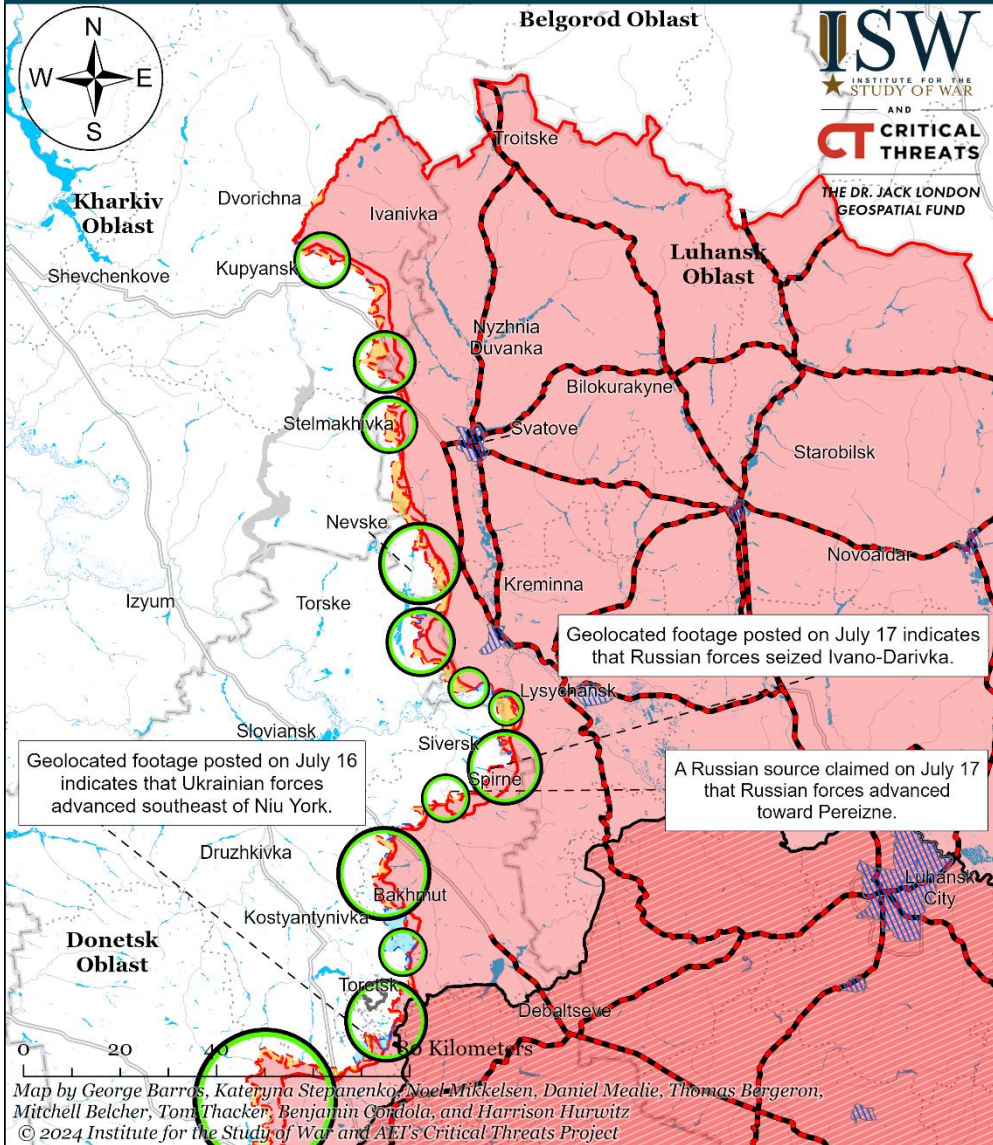 Belgorod Oblast
N
W
E
S
ISW
INSTITUTE FOR THE
STUDY OF WAR
AND
CT CRITICAL
THREATS
THE DR. JACK LONDON
GEOSPATIAL FUND
Troitske
Dvorichna
Kharkiv
Oblast
Ivanivka
Luhansk
Oblast
Shevchenkove
Kupyansk
Nyzhnia
Duvanka
Bilokurakyne
Stelmakhivka
Svatove
Starobilsk
Nevske
Novoaidar
Kreminna
Izyum
Torske
Geolocated footage posted on July 17 indicates
that Russian forces seized Ivano-Darivka.
Lysychansk
Sloviansk
Siversk
Geolocated footage posted on July 16
indicates that Ukrainian forces
advanced southeast of Niu York.
Spirne
A Russian source claimed on July 17
that Russian forces advanced
toward Pereizne.
Druzhkivka
Luhansk
City
Bakhmut
Kostyantynivka
Donetsk
Oblast
Toretsk
Debaltseve
0 20 40 80 Kilometers
Map by George Barros, Kateryna Stepanenko, Noel Mikkelsen, Daniel Mealie, Thomas Bergeron,
Mitchell Belcher, Tom Thacker, Benjamin Cordola, and Harrison Hurwitz
© 2024 Institute for the Study of War and AEI's Critical Threats Project